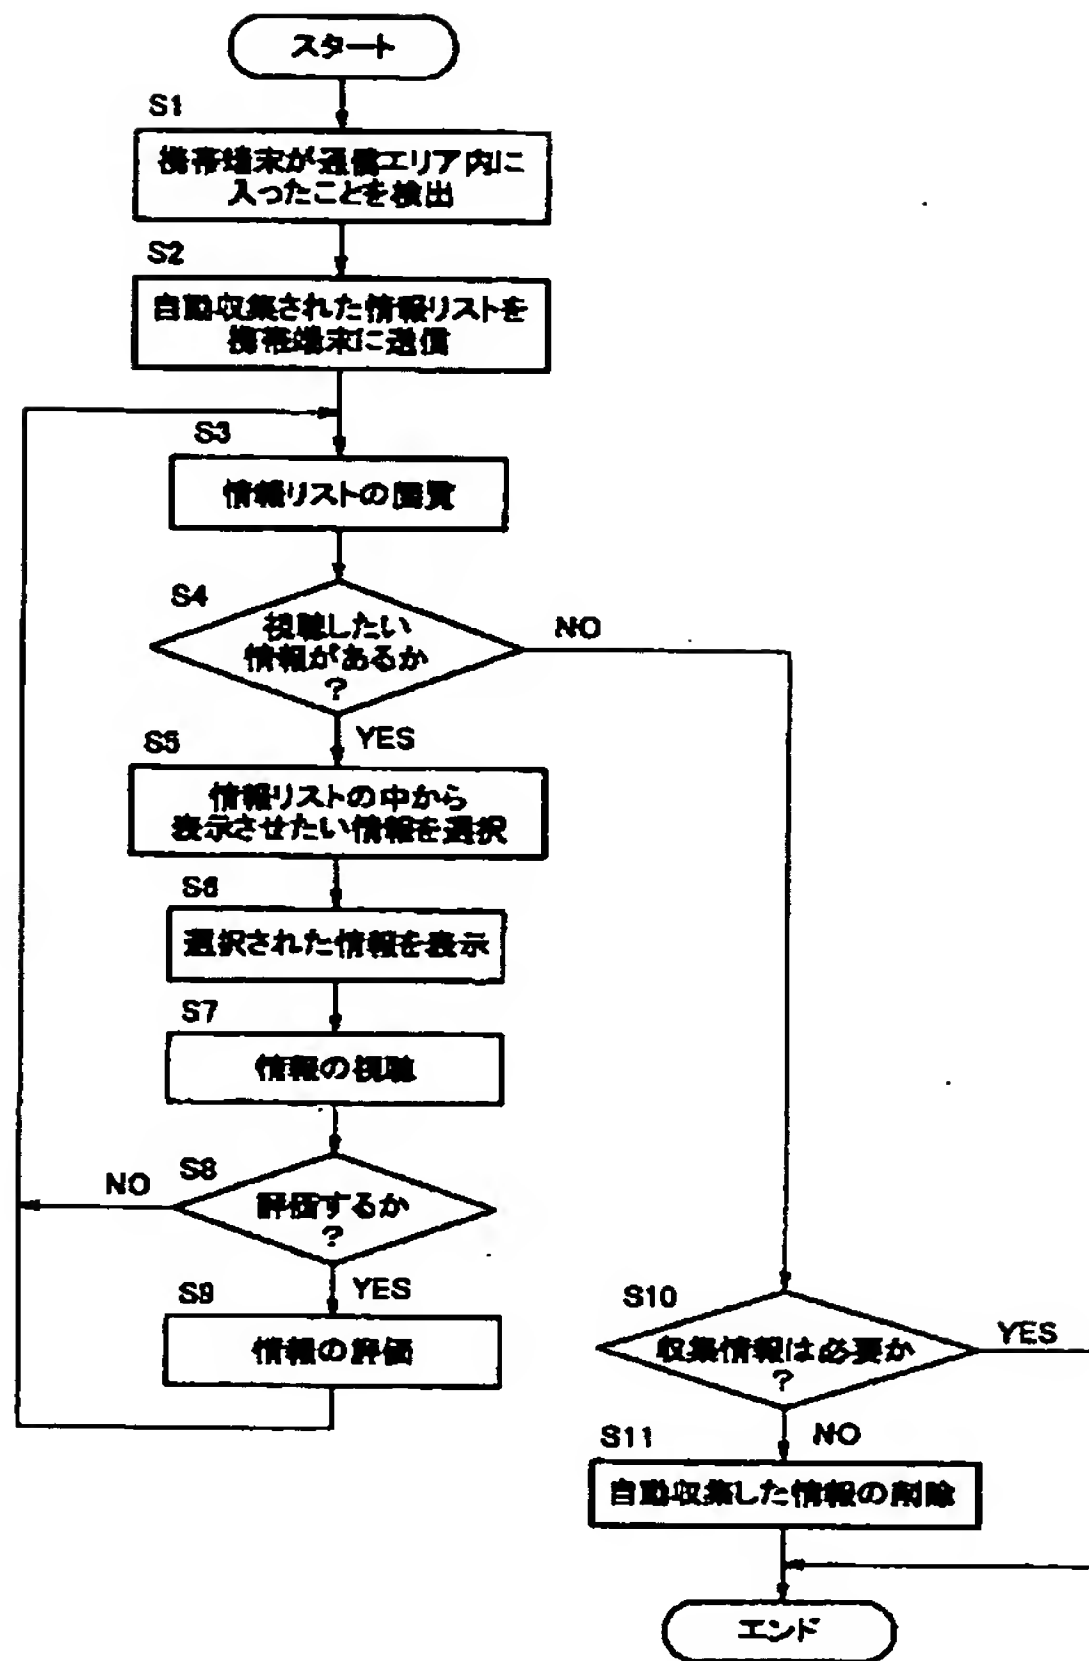 スタート
S1
携帯端末が通信エリア内に
入ったことを検出
S2
自動収集された情報リストを
携帯端末に送信
S3
情報リストの閲覧
S4
視聴したい
情報があるか
?
NO
YES
S5
情報リストの中から
表示させたい情報を選択
S6
選択された情報を表示
S7
情報の視聴
S8
評価するか
?
NO
YES
S9
情報の評価
S10
収集情報は必要か
?
YES
NO
S11
自動収集した情報の削除
エンド